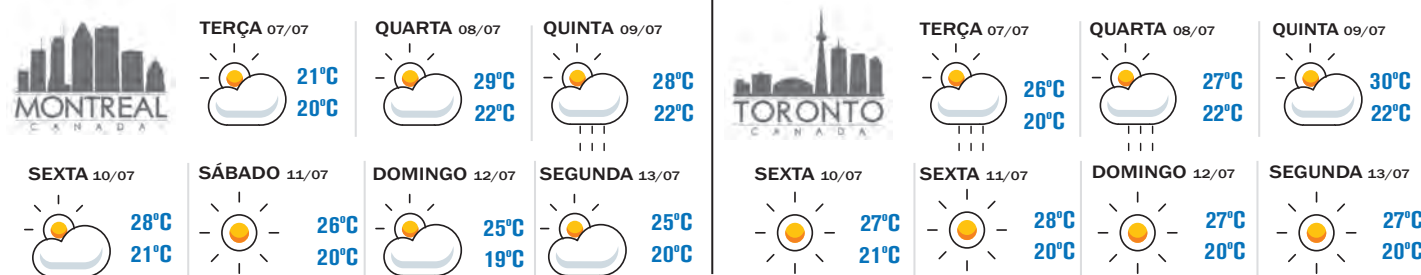 MONTREAL
CANADA
TERÇA 07/07
21ºC
20ºC
QUARTA 08/07
29ºC
22ºC
QUINTA 09/07
28ºC
22ºC
SEXTA 10/07
28ºC
21ºC
SÁBADO 11/07
26ºC
20ºC
DOMINGO 12/07
25ºC
19ºC
SEGUNDA 13/07
25ºC
20ºC
TORONTO
CANADA
TERÇA 07/07
26ºC
20ºC
QUARTA 08/07
27ºC
22ºC
QUINTA 09/07
30ºC
22ºC
SEXTA 10/07
27ºC
21ºC
SEXTA 11/07
28ºC
20ºC
DOMINGO 12/07
27ºC
20ºC
SEGUNDA 13/07
27ºC
20ºC